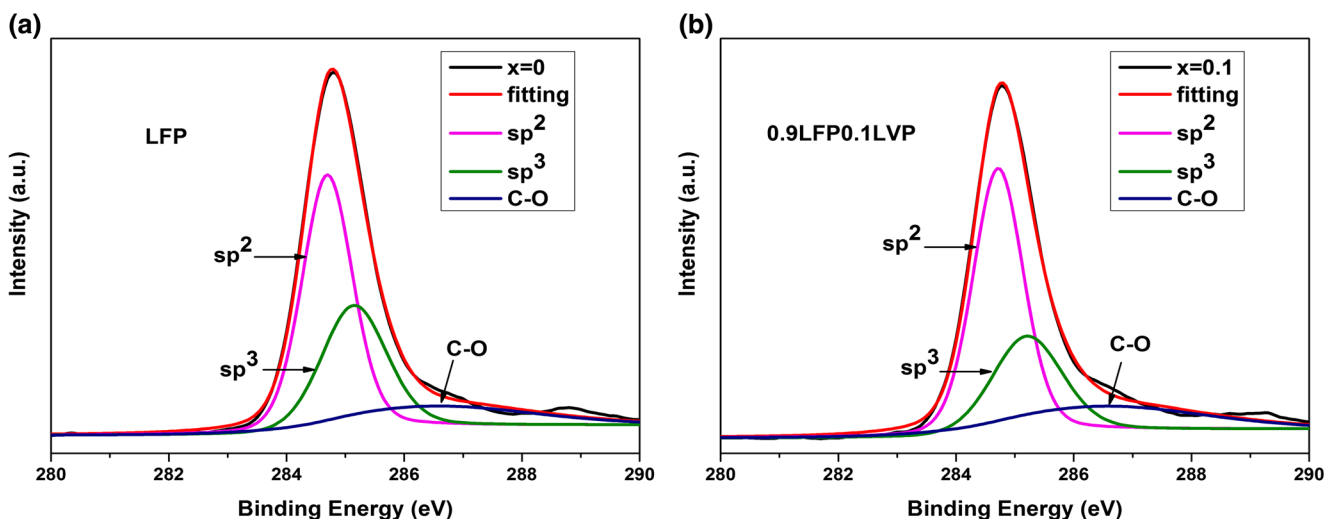 (a)
x=0
fitting
sp²
sp³
C-O
LFP
sp²
sp³
C-O
Intensity (a.u.)
280 282 284 286 288 290
Binding Energy (eV)
(b)
x=0.1
fitting
sp²
sp³
C-O
0.9LFP0.1LVP
sp²
sp³
C-O
Intensity (a.u.)
280 282 284 286 288 290
Binding Energy (eV)